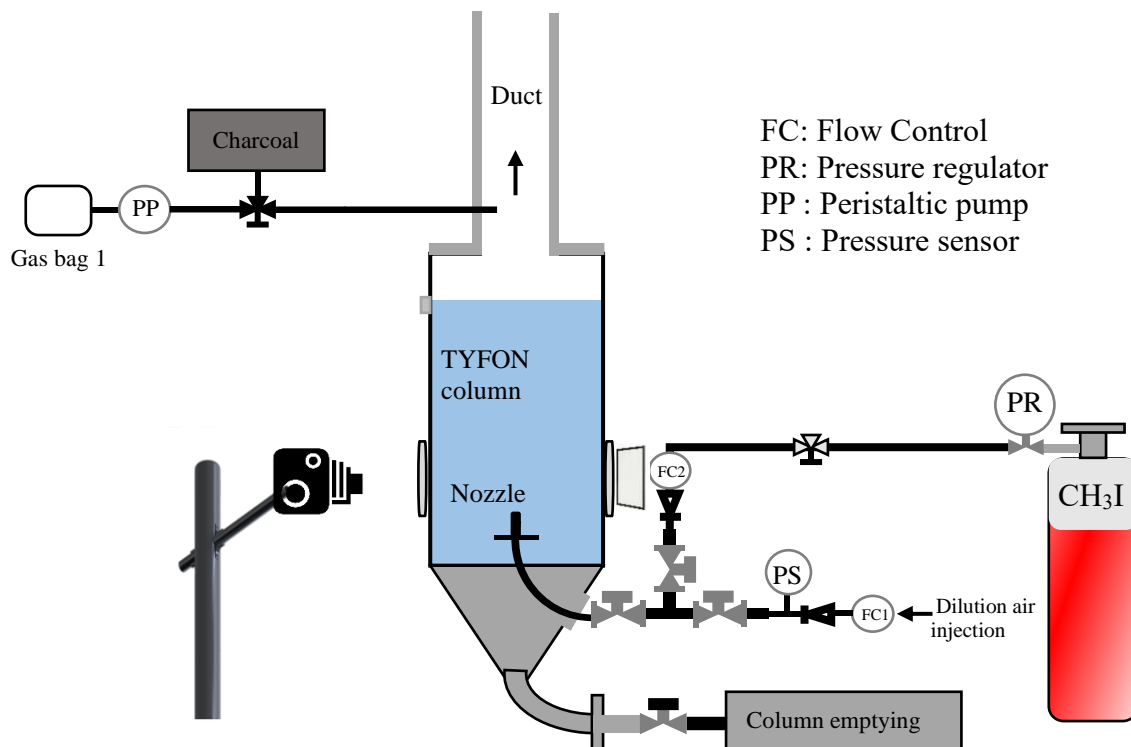 Duct
FC: Flow Control
PR: Pressure regulator
PP : Peristaltic pump
PS : Pressure sensor
Charcoal
PP
Gas bag 1
TYFON
column
PR
FC2
CH₃I
Nozzle
PS
FC1
Dilution air
injection
Column emptying